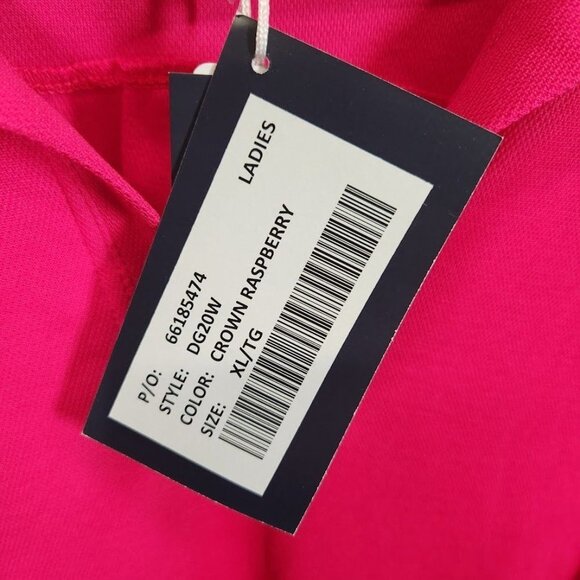 LADIES
P/O: 66185474
STYLE: DG20W
COLOR: CROWN RASPBERRY
SIZE: XL/TG